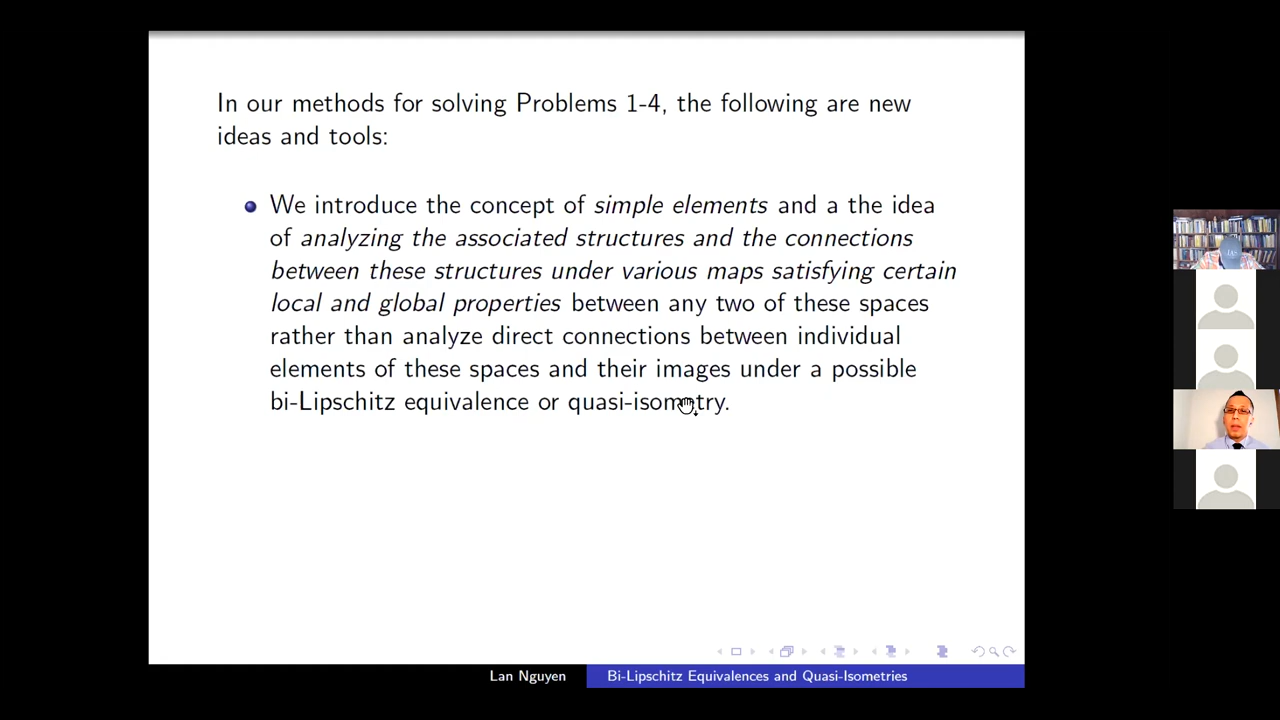 In our methods for solving Problems 1-4, the following are new
ideas and tools:
We introduce the concept of simple elements and a the idea
of analyzing the associated structures and the connections
between these structures under various maps satisfying certain
local and global properties between any two of these spaces
rather than analyze direct connections between individual
elements of these spaces and their images under a possible
bi-Lipschitz equivalence or quasi-isometry.
Lan Nguyen
Bi-Lipschitz Equivalences and Quasi-Isometries